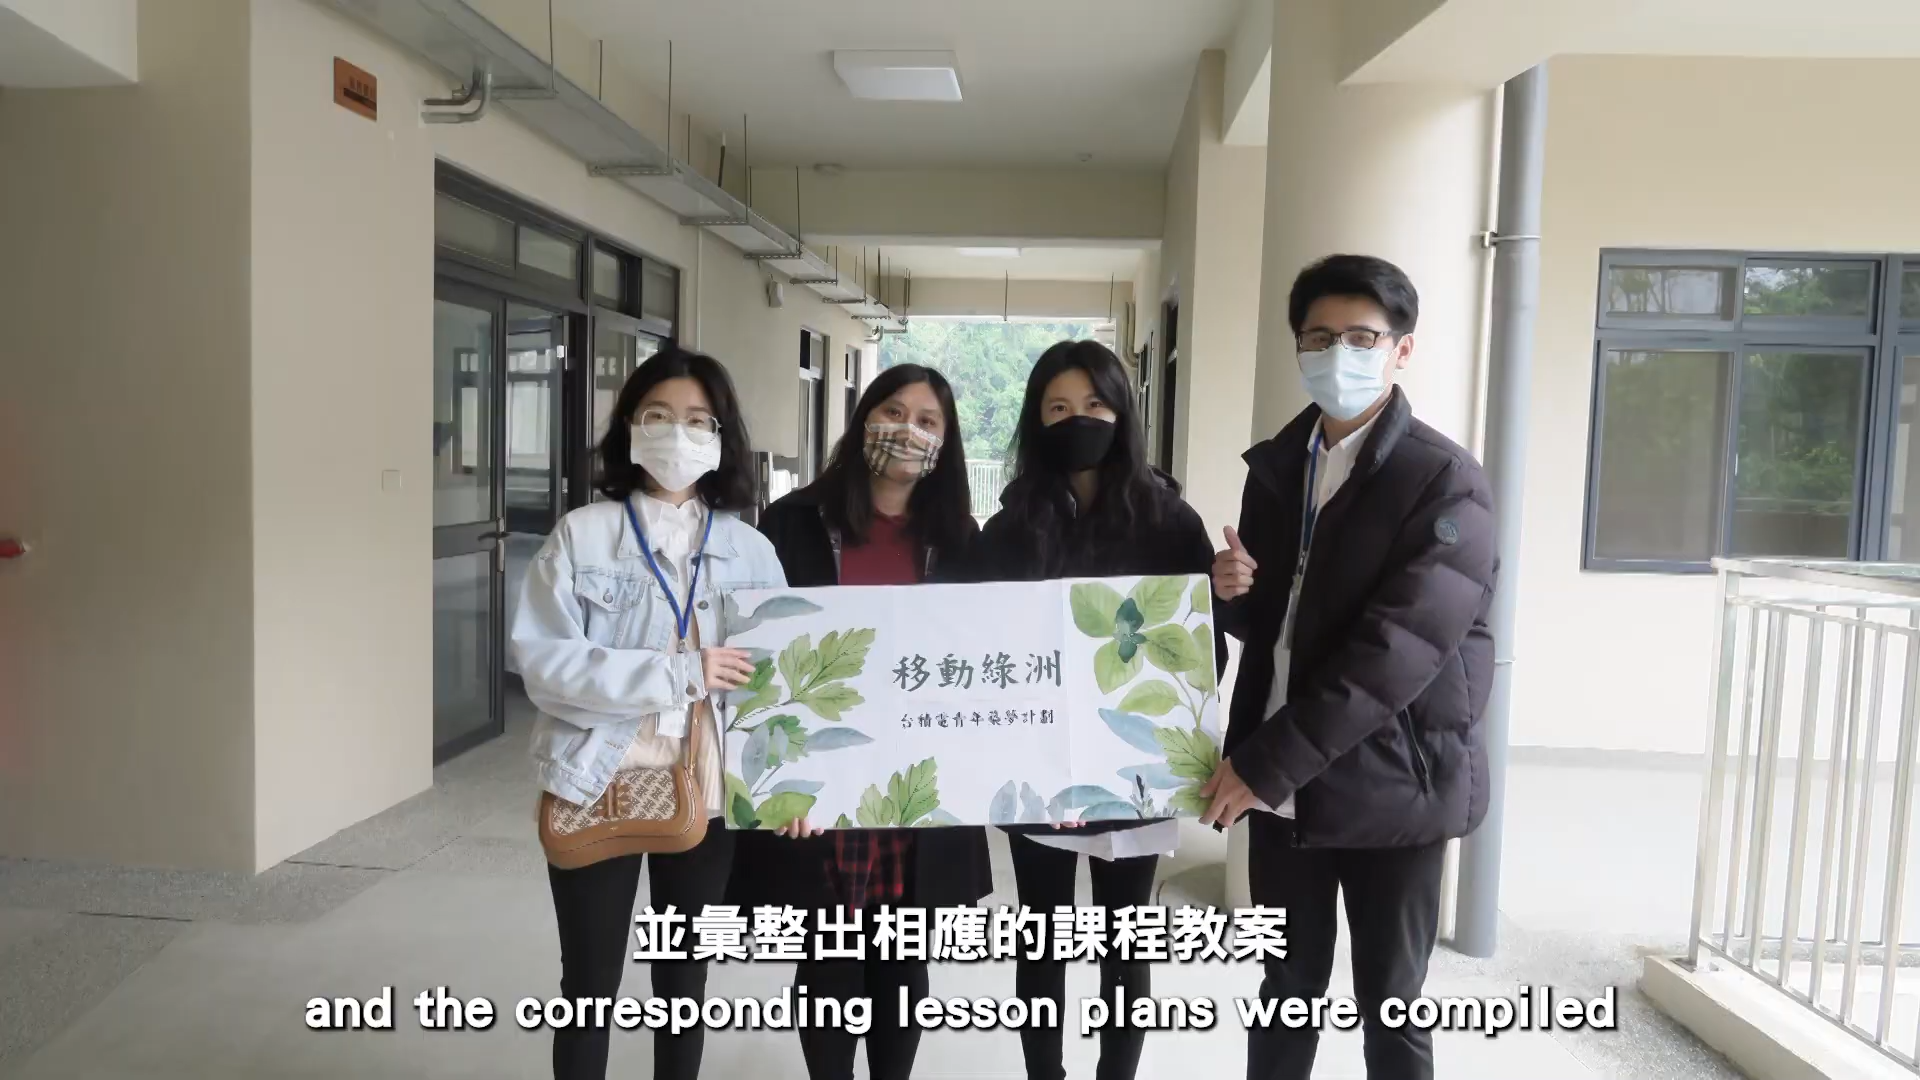 移動綠洲
台積電青年築夢計劃
並彙整出相應的課程教案
and the corresponding lesson plans were compiled